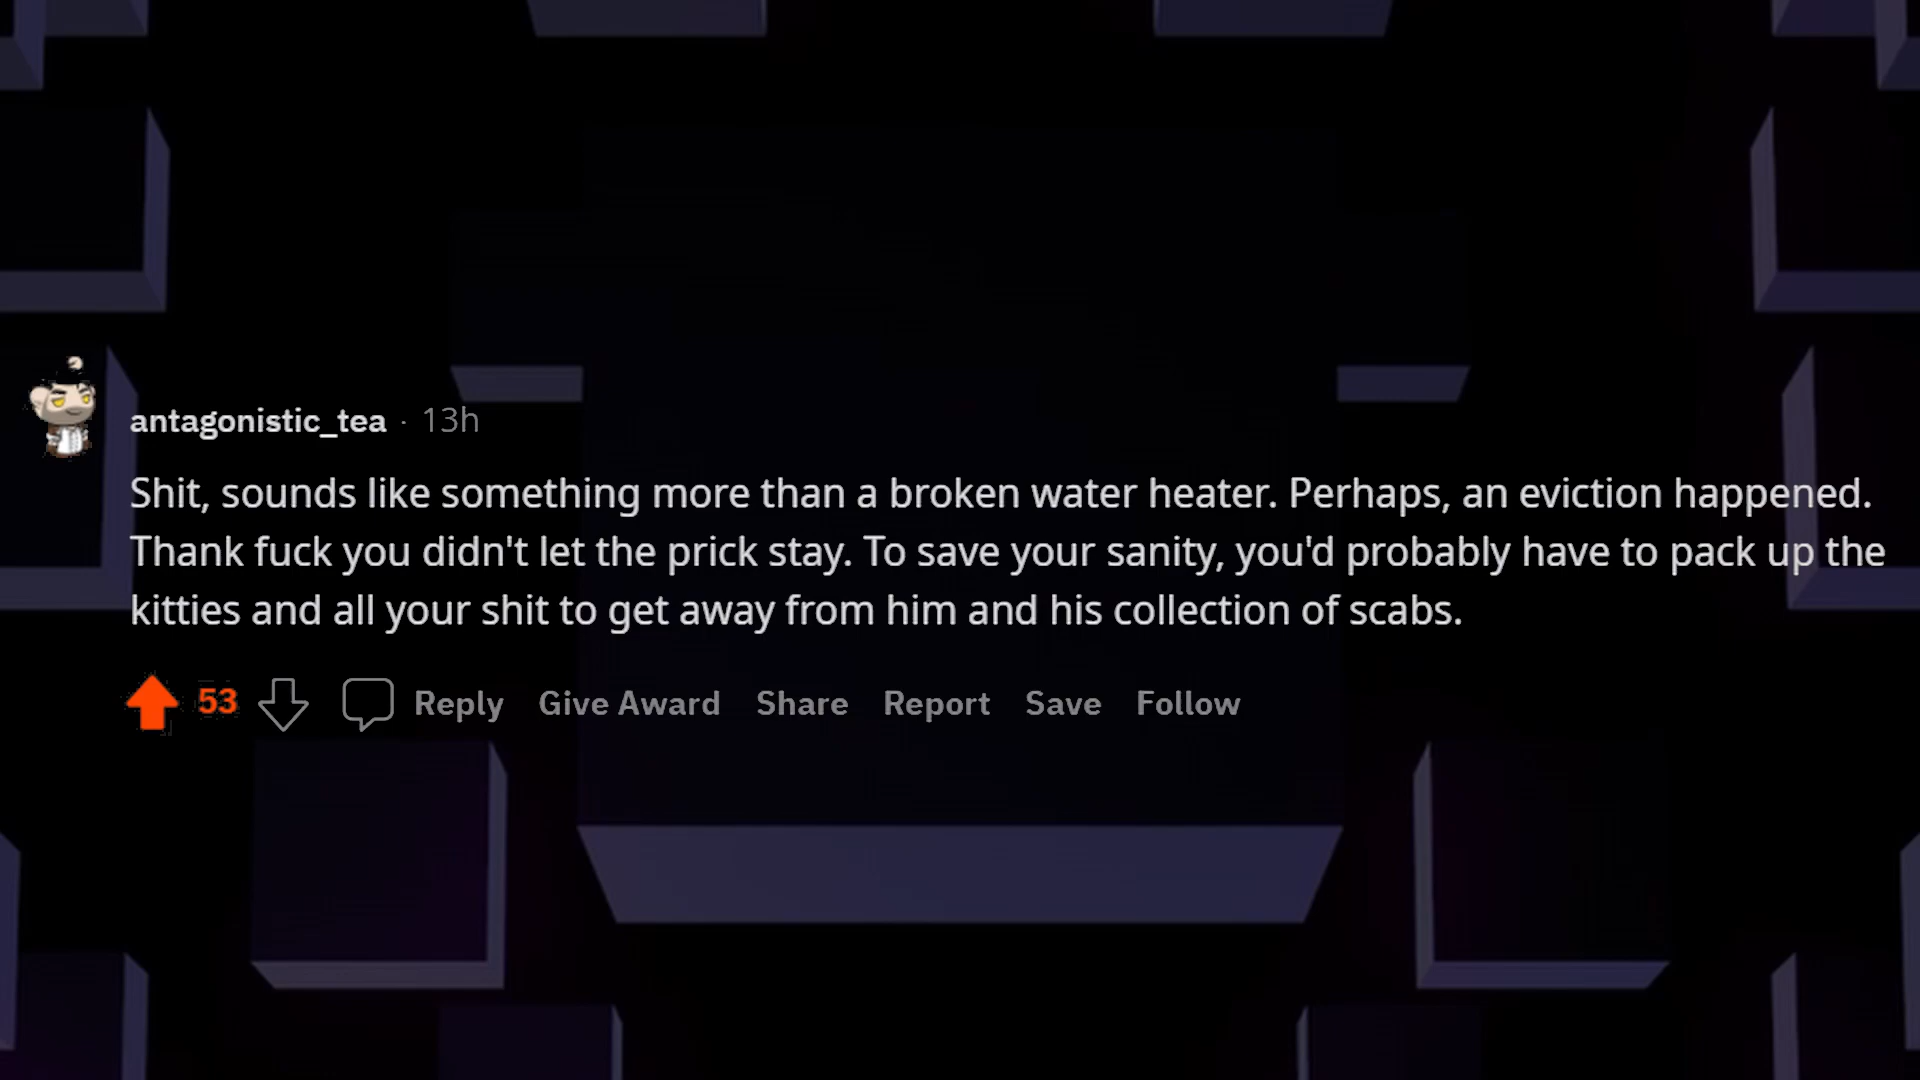 antagonistic_tea · 13h
Shit, sounds like something more than a broken water heater. Perhaps, an eviction happened.
Thank fuck you didn't let the prick stay. To save your sanity, you'd probably have to pack up the
kitties and all your shit to get away from him and his collection of scabs.
53 Reply Give Award Share Report Save Follow